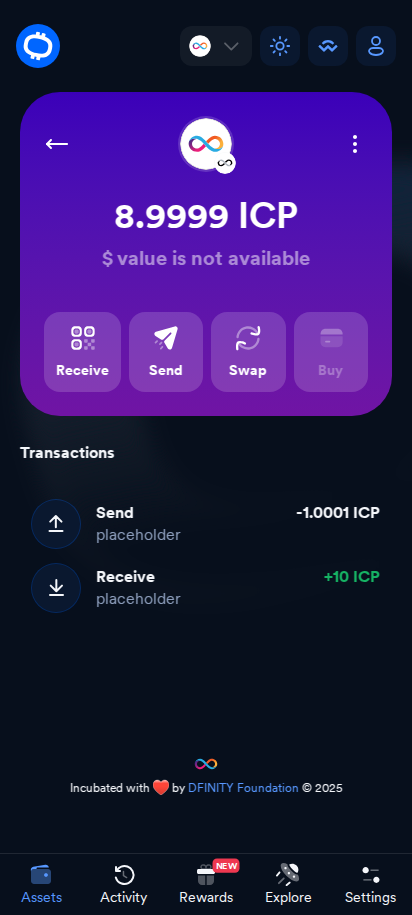 8.9999 ICP
$ value is not available
Receive
Send
Swap
Buy
Transactions
Send
-1.0001 ICP
placeholder
Receive
+10 ICP
placeholder
Incubated with ❤️ by DFINITY Foundation © 2025
NEW
Assets
Activity
Rewards
Explore
Settings